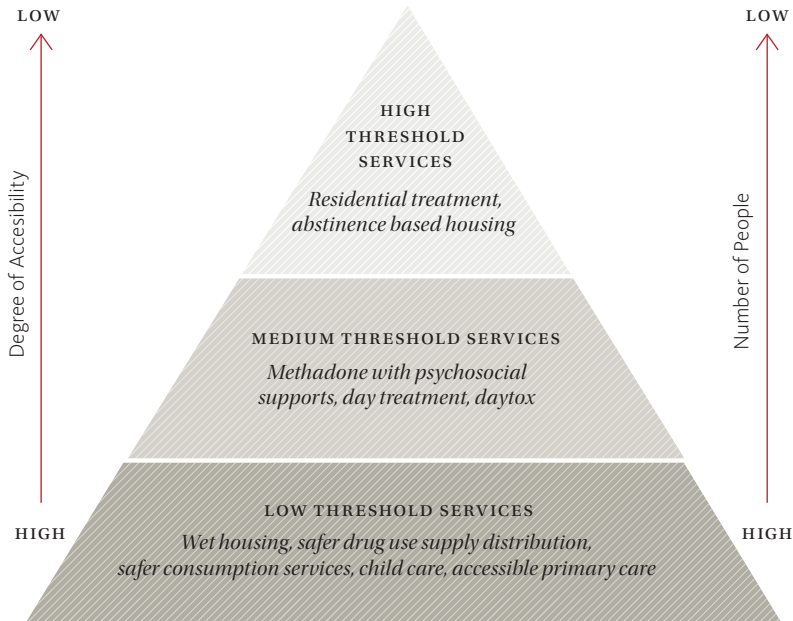 LOW
LOW
HIGH
THRESHOLD
SERVICES
Residential treatment,
abstinence based housing
Degree of Accesibility
Number of People
MEDIUM THRESHOLD SERVICES
Methadone with psychosocial
supports, day treatment, daytox
LOW THRESHOLD SERVICES
HIGH
HIGH
Wet housing, safer drug use supply distribution,
safer consumption services, child care, accessible primary care